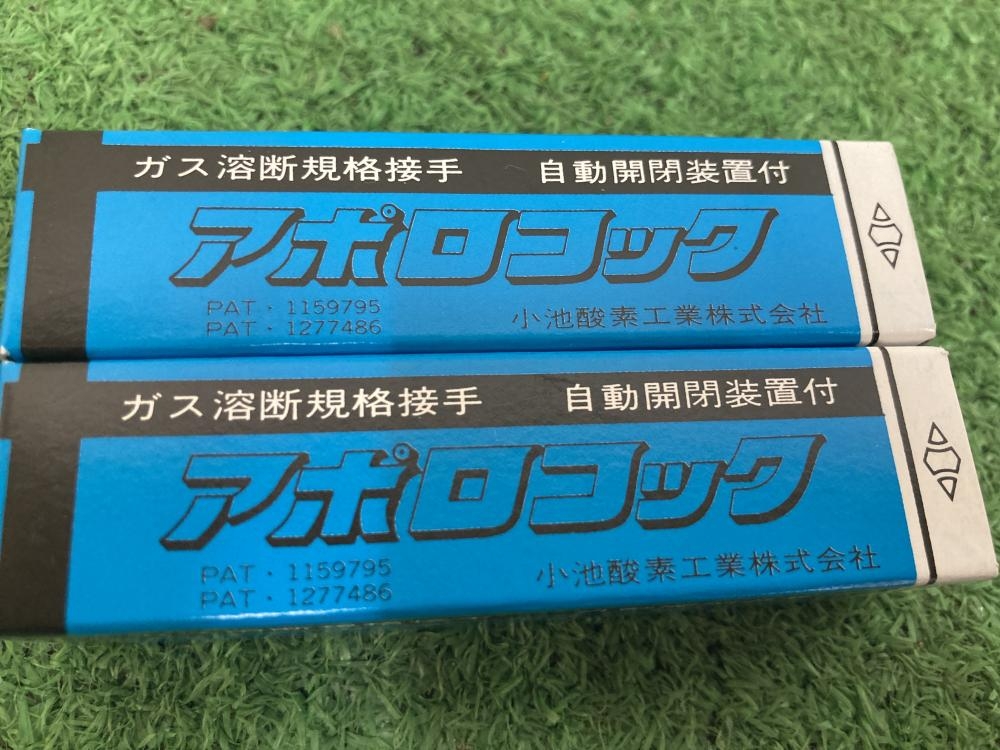 ガス溶断規格接手 自動開閉装置付
アポロコック
PAT・1159795
PAT・1277486
小池酸素工業株式会社
ガス溶断規格接手 自動開閉装置付
アポロコック
PAT・1159795
PAT・1277486
小池酸素工業株式会社